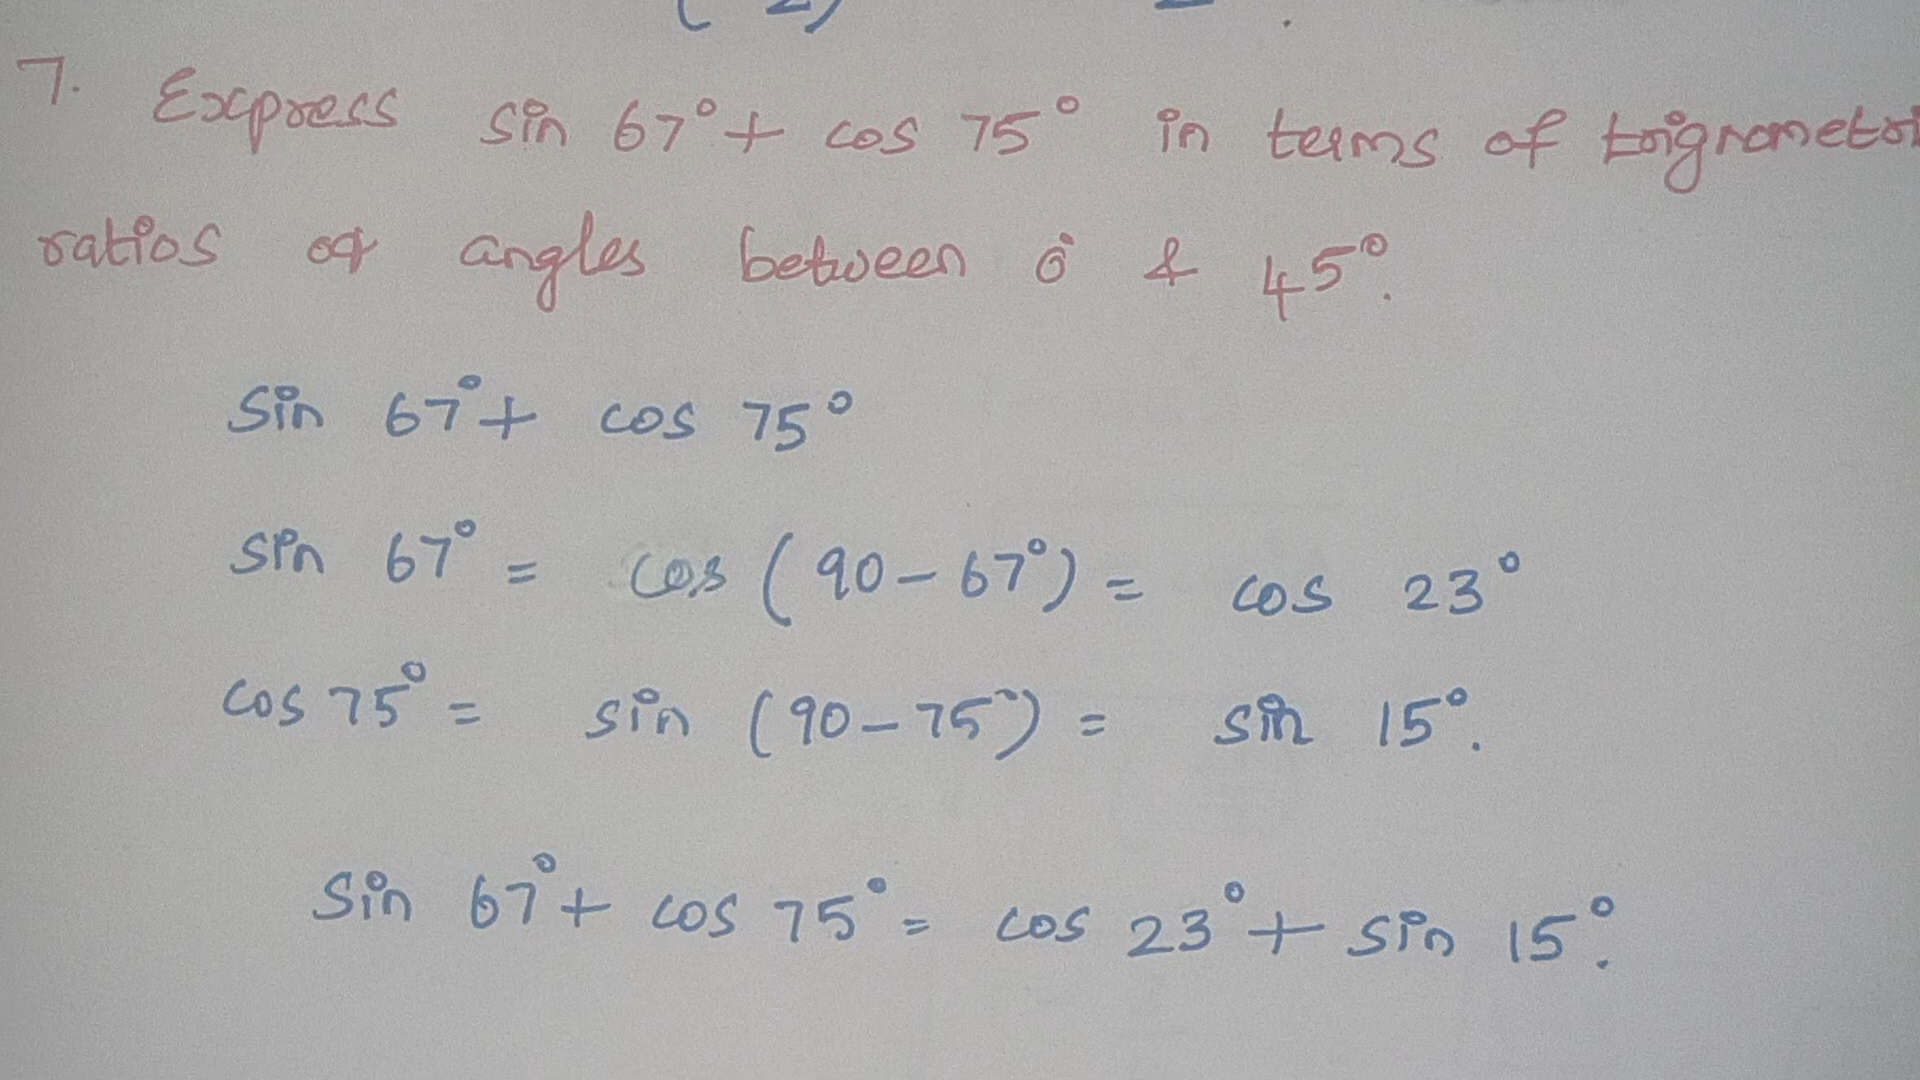 7. Express sin 67° + cos 75° in terms of trignometri
ratios of angles between 0° & 45°.
Sin 67° + cos 75°
sin 67° = cos (90 - 67°) = cos 23°
cos 75° = sin (90 - 75°) = sin 15°.
Sin 67° + cos 75° = cos 23° + sin 15°.